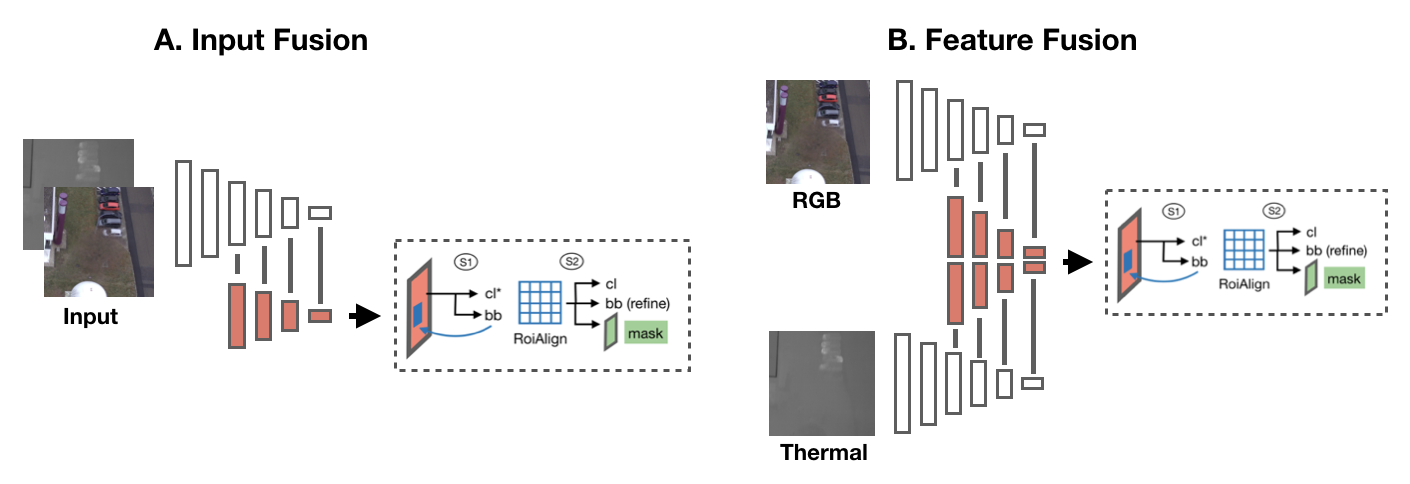 A. Input Fusion
Input
S1
cl*
bb
S2
RoiAlign
cl
bb (refine)
mask
B. Feature Fusion
RGB
Thermal
S1
cl*
bb
S2
RoiAlign
cl
bb (refine)
mask